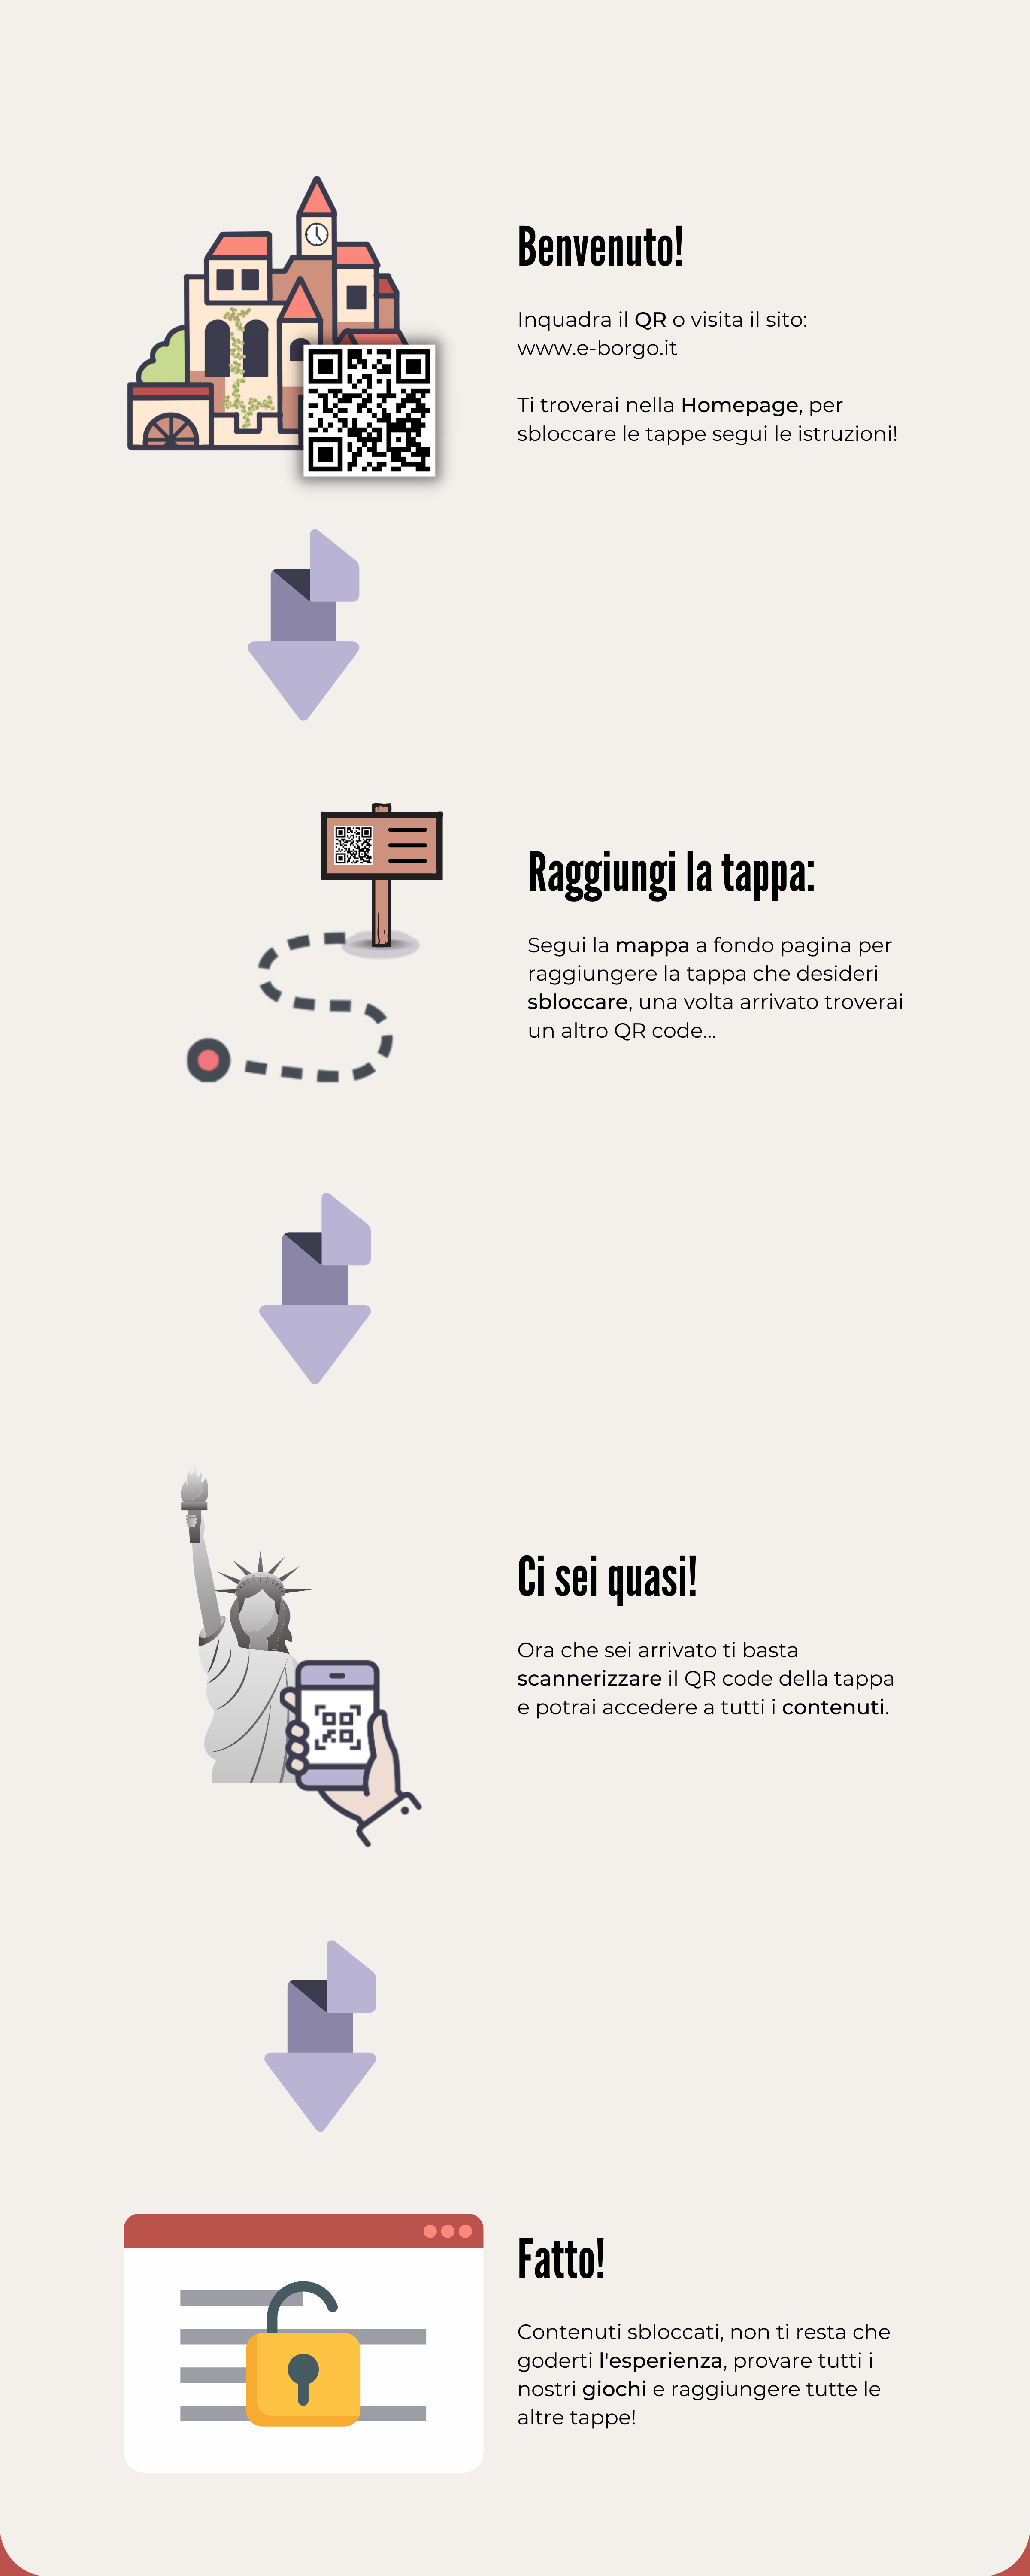 Benvenuto!
Inquadra il QR o visita il sito:
www.e-borgo.it
Ti troverai nella Homepage, per
sbloccare le tappe segui le istruzioni!
Raggiungi la tappa:
Segui la mappa a fondo pagina per
raggiungere la tappa che desideri
sbloccare, una volta arrivato troverai
un altro QR code...
Ci sei quasi!
Ora che sei arrivato ti basta
scannerizzare il QR code della tappa
e potrai accedere a tutti i contenuti.
Fatto!
Contenuti sbloccati, non ti resta che
goderti l'esperienza, provare tutti i
nostri giochi e raggiungere tutte le
altre tappe!